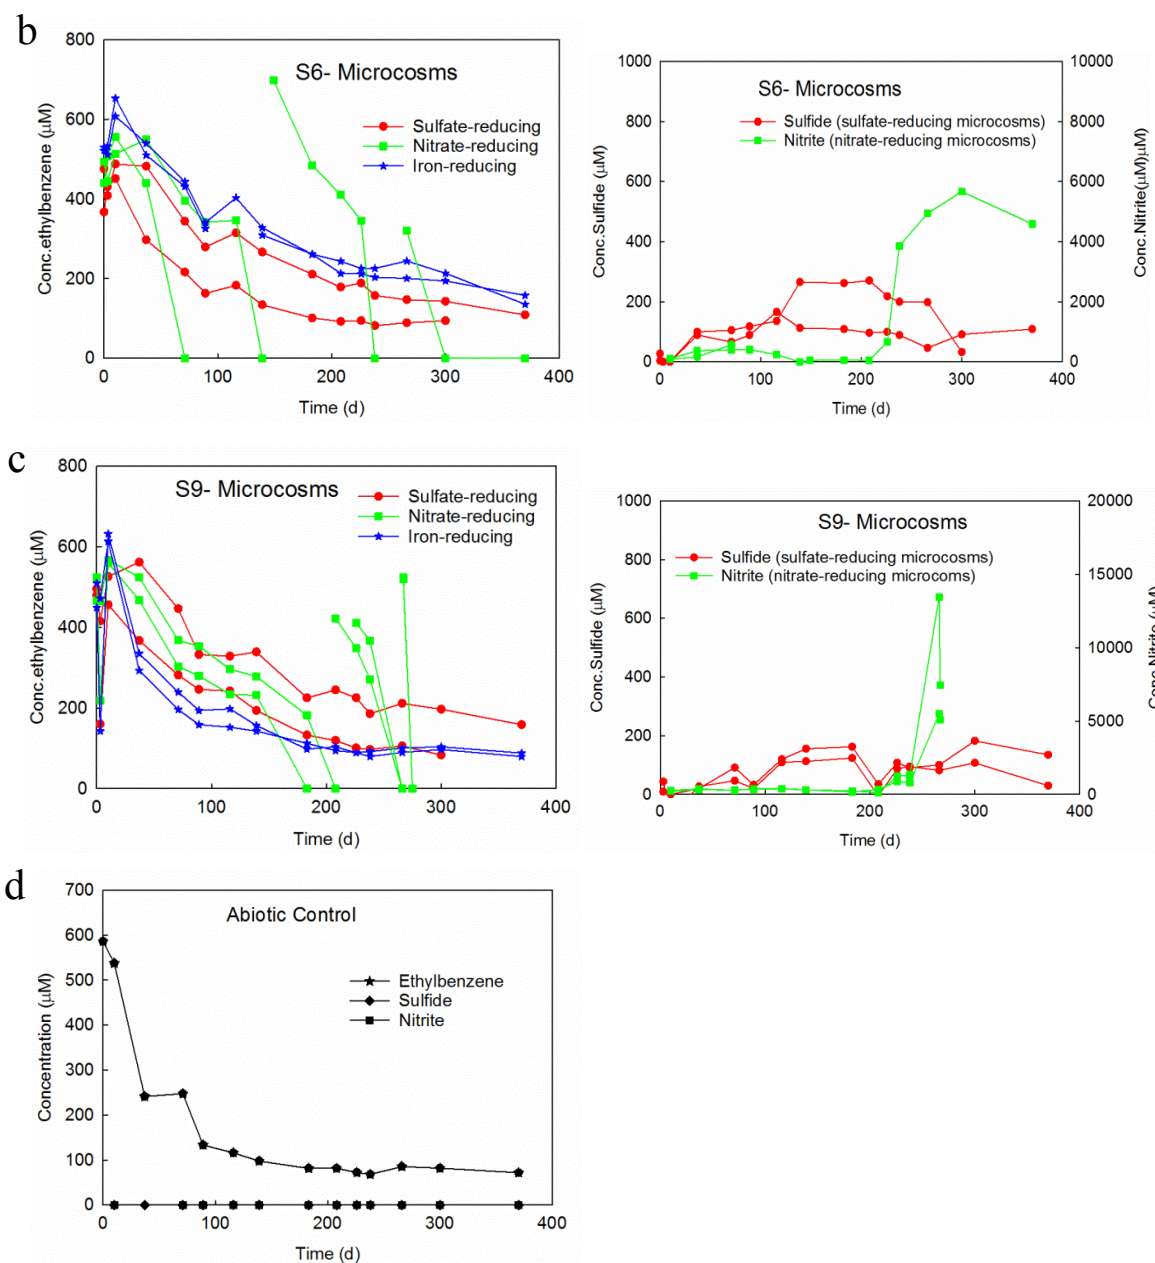 b
800
600
400
200
0
0
100
200
300
400
Conc.ethylbenzene (µM)
Time (d)
S6- Microcosms
Sulfate-reducing
Nitrate-reducing
Iron-reducing
1000
800
600
400
200
0
0
100
200
300
400
10000
8000
6000
4000
2000
0
Conc.Sulfide (µM)
Conc.Nitrite(µM)µM)
Time (d)
S6- Microcosms
Sulfide (sulfate-reducing microcosms)
Nitrite (nitrate-reducing microcosms)
c
800
600
400
200
0
0
100
200
300
400
Conc.ethylbenzene (µM)
Time (d)
S9- Microcosms
Sulfate-reducing
Nitrate-reducing
Iron-reducing
1000
800
600
400
200
0
0
100
200
300
400
20000
15000
10000
5000
0
Conc.Sulfide (µM)
Conc.Nitrite (µM)
Time (d)
S9- Microcosms
Sulfide (sulfate-reducing microcosms)
Nitrite (nitrate-reducing microcoms)
d
700
600
500
400
300
200
100
0
0
100
200
300
400
Concentration (µM)
Time (d)
Abiotic Control
Ethylbenzene
Sulfide
Nitrite